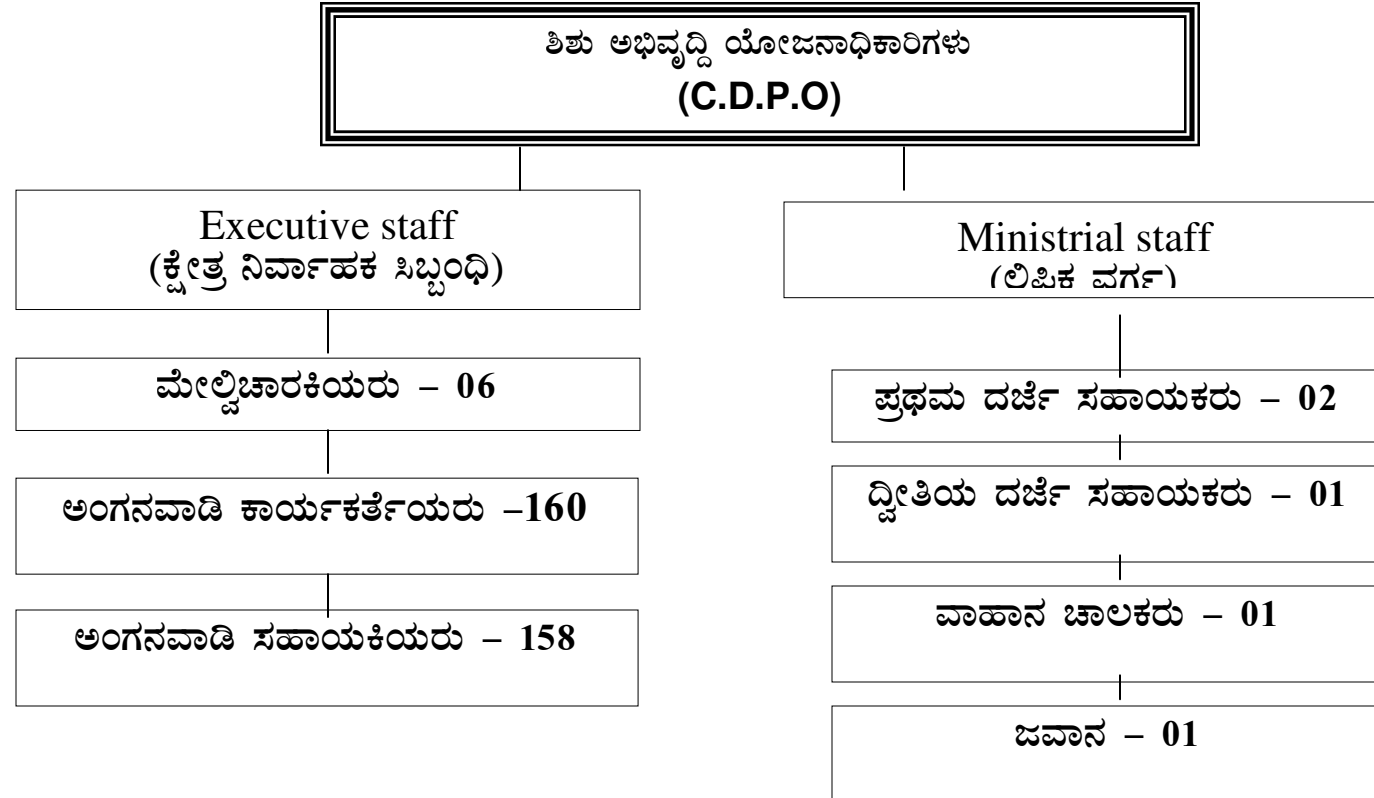 ಶಿಶು ಅಭಿವೃದ್ದಿ ಯೋಜನಾಧಿಕಾರಿಗಳು
(C.D.P.O)
Executive staff
(ಕ್ಷೇತ್ರ ನಿರ್ವಾಹಕ ಸಿಬ್ಬಂಧಿ)
ಮೇಲ್ವಿಚಾರಕಿಯರು – 06
ಅಂಗನವಾಡಿ ಕಾರ್ಯಕರ್ತೆಯರು –160
ಅಂಗನವಾಡಿ ಸಹಾಯಕಿಯರು – 158
Ministrial staff
(ಲಿಪಿಕ ವರ್ಗ)
ಪ್ರಥಮ ದರ್ಜೆ ಸಹಾಯಕರು – 02
ದ್ವೀತಿಯ ದರ್ಜೆ ಸಹಾಯಕರು – 01
ವಾಹಾನ ಚಾಲಕರು – 01
ಜವಾನ – 01